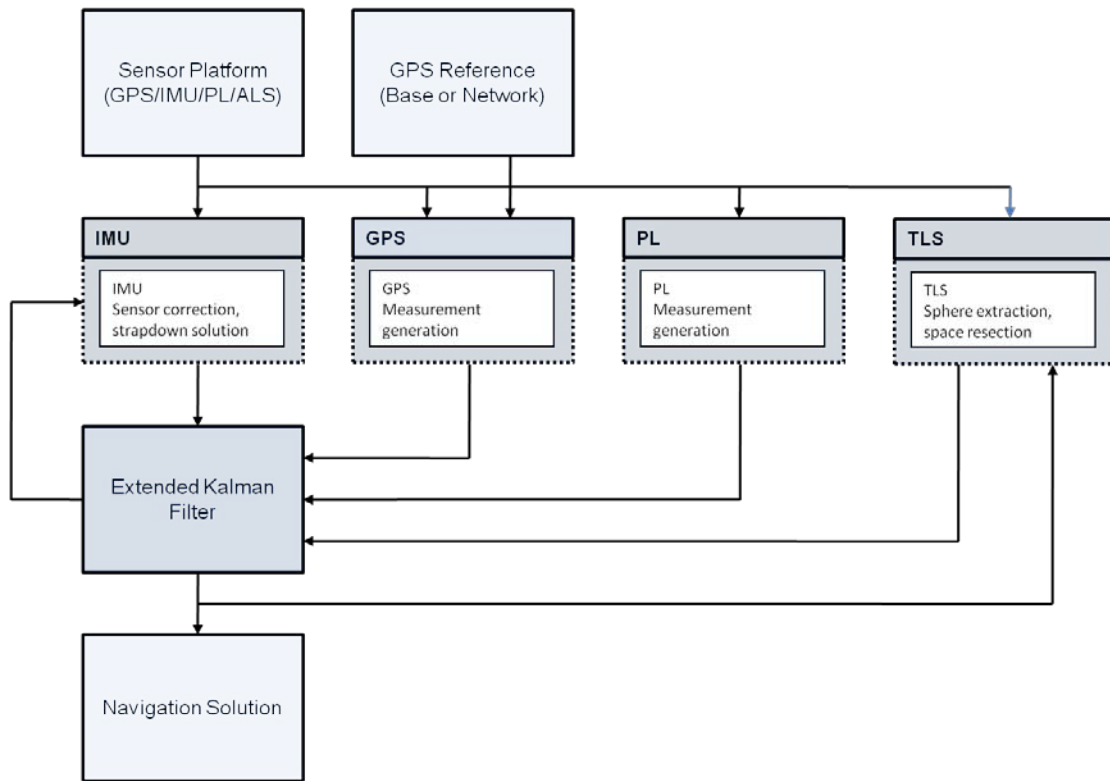 Sensor Platform
(GPS/IMU/PL/ALS)
GPS Reference
(Base or Network)
IMU
IMU
Sensor correction,
strapdown solution
GPS
GPS
Measurement
generation
PL
PL
Measurement
generation
TLS
TLS
Sphere extraction,
space resection
Extended Kalman
Filter
Navigation Solution